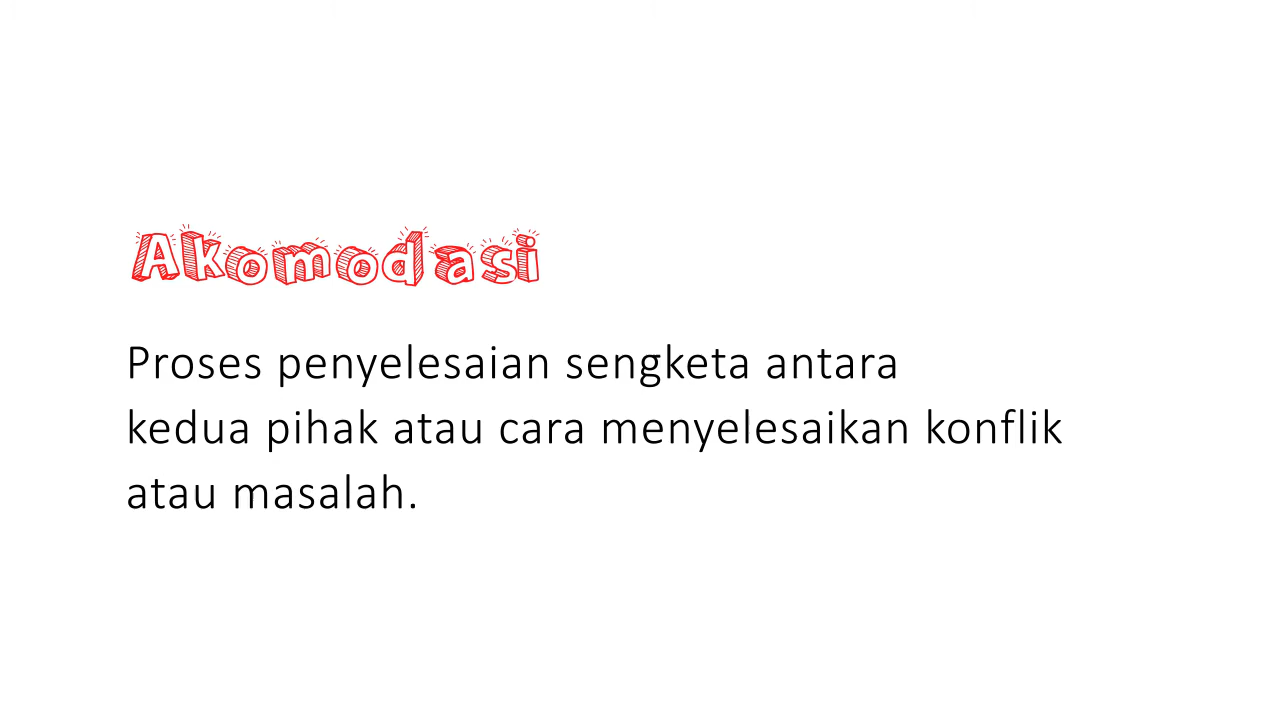 Akomodasi
Proses penyelesaian sengketa antara
kedua pihak atau cara menyelesaikan konflik
atau masalah.